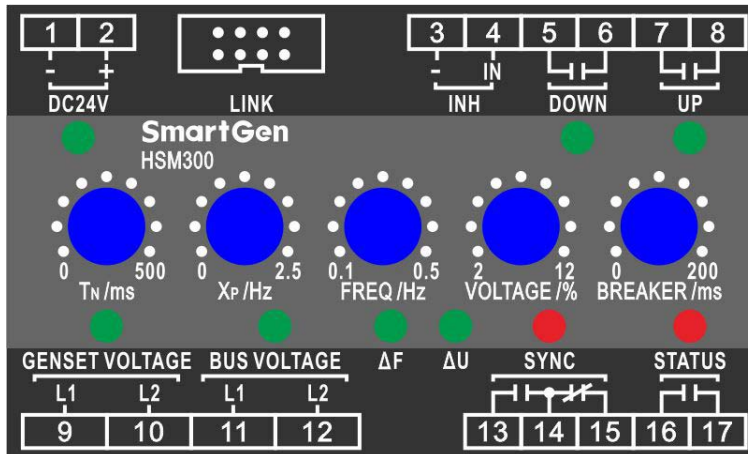 1 2 3 4 5 6 7 8
- + - IN
DC24V LINK INH DOWN UP
SmartGen
HSM300
0 500 0 2.5 0.1 0.5 2 12 0 200
TN /ms XP /Hz FREQ /Hz VOLTAGE /% BREAKER /ms
GENSET VOLTAGE BUS VOLTAGE ΔF ΔU SYNC STATUS
L1 L2 L1 L2
9 10 11 12 13 14 15 16 17